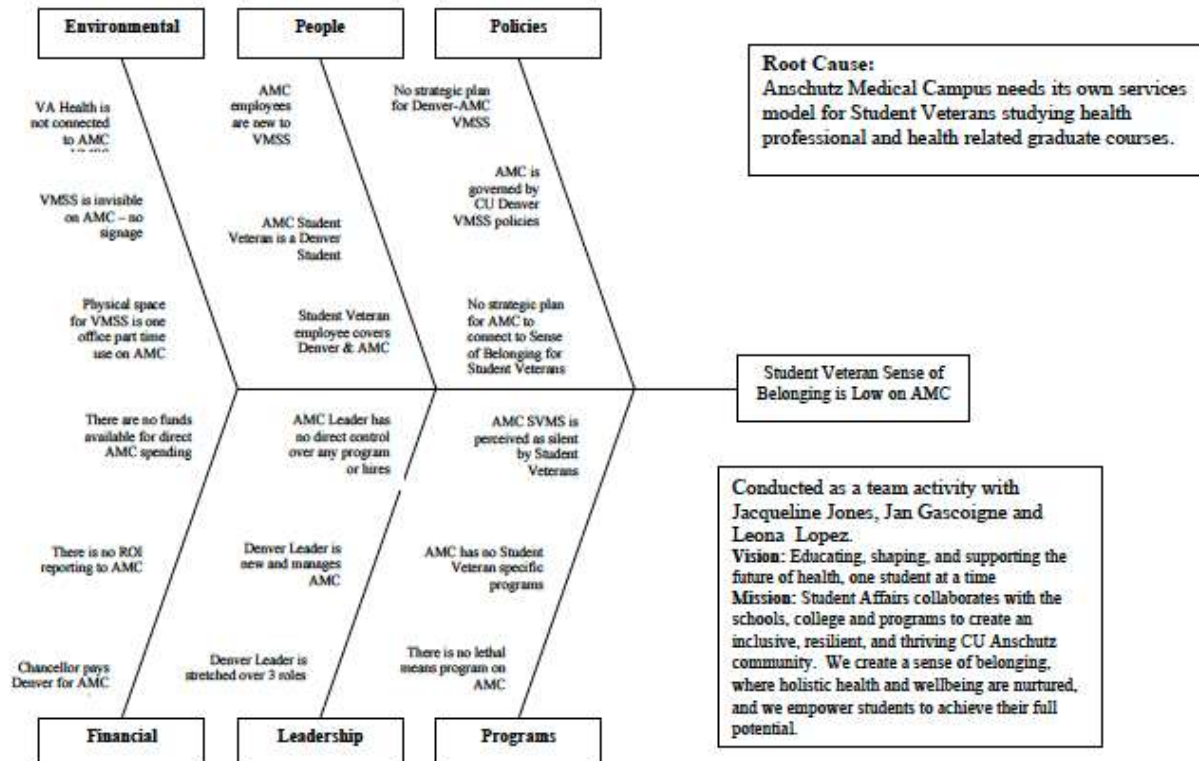 Environmental
People
Policies
VA Health is
not connected
to AMC
VMSS is invisible
on AMC – no
signage
Physical space
for VMSS is one
office part time
use on AMC
AMC
employees
are new to
VMSS
AMC Student
Veteran is a Denver
Student
Student Veteran
employee covers
Denver & AMC
No strategic plan
for Denver-AMC
VMSS
AMC is
governed by
CU Denver
VMSS policies
No strategic plan
for AMC to
connect to Sense
of Belonging for
Student Veterans
Root Cause:
Anschutz Medical Campus needs its own services
model for Student Veterans studying health
professional and health related graduate courses.
Student Veteran Sense of
Belonging is Low on AMC
There are no funds
available for direct
AMC spending
There is no ROI
reporting to AMC
Chancellor pays
Denver for AMC
AMC Leader has
no direct control
over any program
or hires
Denver Leader is
new and manages
AMC
Denver Leader is
stretched over 3 roles
AMC SVMS is
perceived as silent
by Student
Veterans
AMC has no Student
Veteran specific
programs
There is no lethal
means program on
AMC
Financial
Leadership
Programs
Conducted as a team activity with
Jacqueline Jones, Jan Gascoigne and
Leona Lopez.
Vision: Educating, shaping, and supporting the
future of health, one student at a time
Mission: Student Affairs collaborates with the
schools, college and programs to create an
inclusive, resilient, and thriving CU Anschutz
community. We create a sense of belonging,
where holistic health and wellbeing are nurtured,
and we empower students to achieve their full
potential.